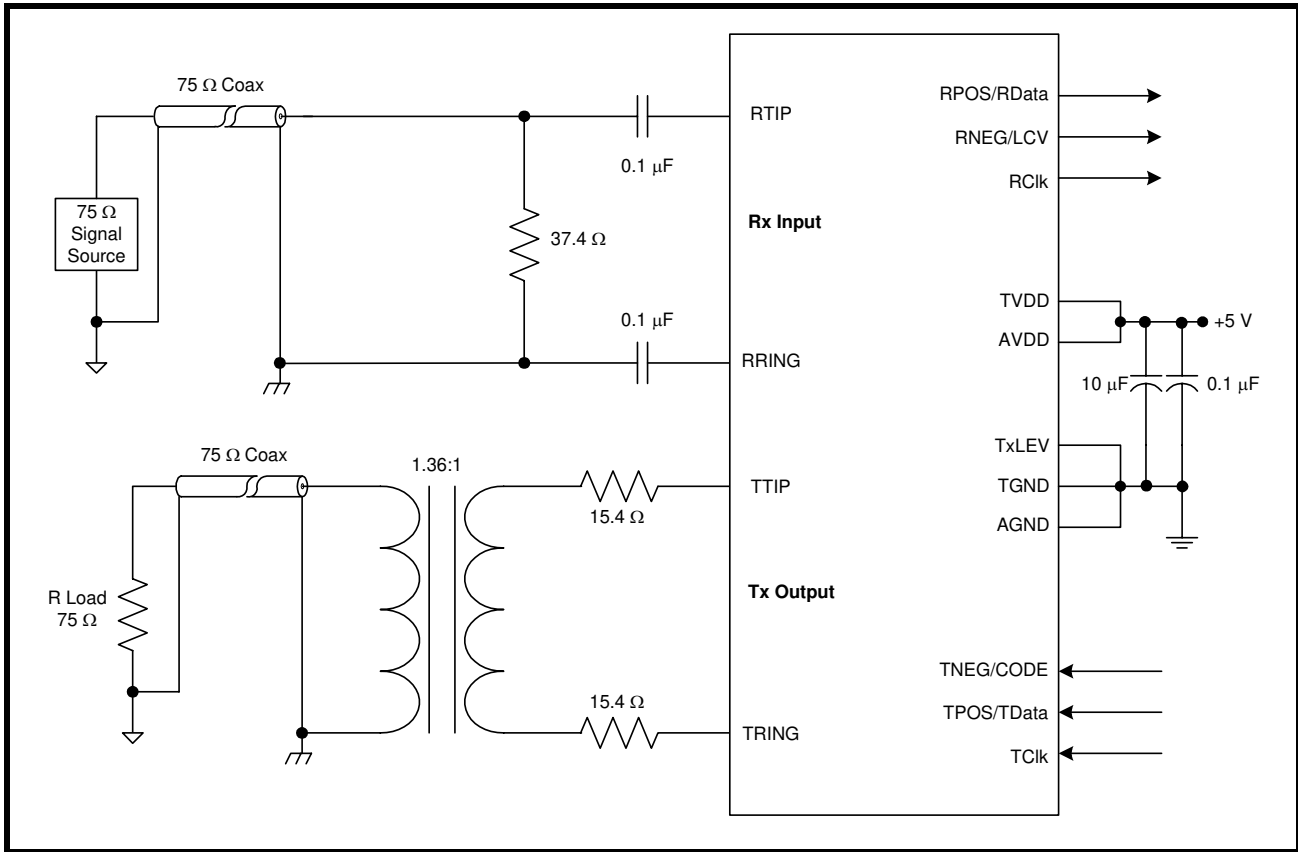 75 Ω Coax
75 Ω
Signal
Source
37.4 Ω
0.1 μF
0.1 μF
RTIP
Rx Input
RRING
RPOS/RData
RNEG/LCV
RClk
TVDD
AVDD
+5 V
10 μF
0.1 μF
TxLEV
TGND
AGND
75 Ω Coax
1.36:1
R Load
75 Ω
15.4 Ω
15.4 Ω
TTIP
Tx Output
TRING
TNEG/CODE
TPOS/TData
TClk